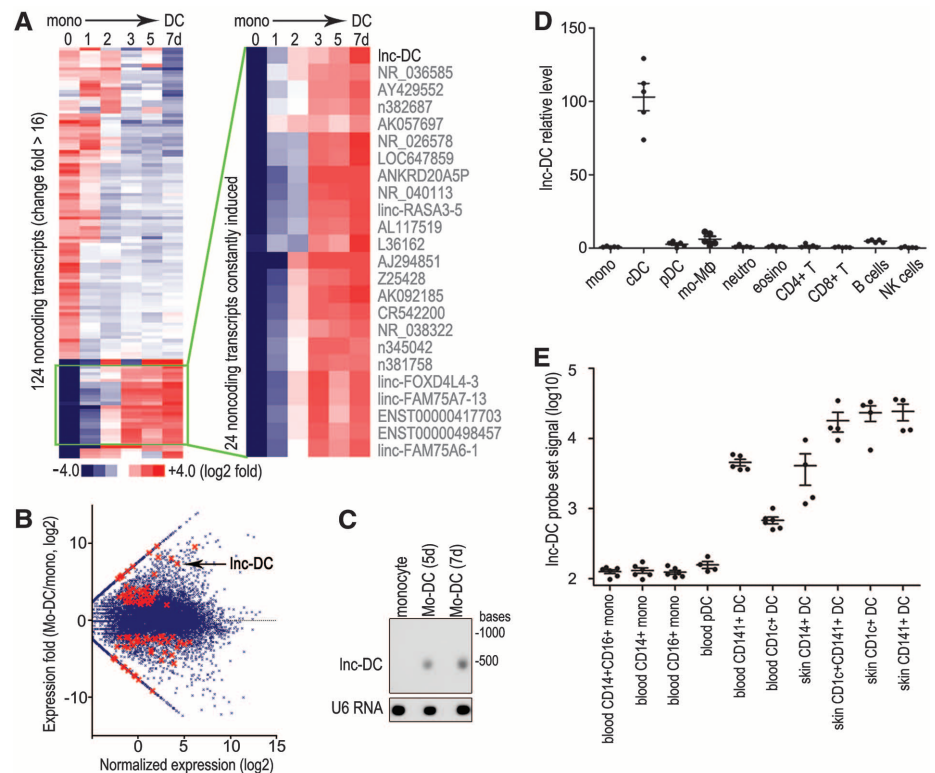 A
mono DC
0 1 2 3 5 7d
124 noncoding transcripts (change fold > 16)
−4.0 +4.0 (log2 fold)
mono DC
0 1 2 3 5 7d
24 noncoding transcripts constantly induced
lnc-DC
NR_036585
AY429552
n382687
AK057697
NR_026578
LOC647859
ANKRD20A5P
NR_040113
linc-RASA3-5
AL117519
L36162
AJ294851
Z25428
AK092185
CR542200
NR_038322
n345042
n381758
linc-FOXD4L4-3
linc-FAM75A7-13
ENST00000417703
ENST00000498457
linc-FAM75A6-1
B
Expression fold (Mo-DC/mono, log2)
10
0
-10
lnc-DC
0 5 10 15
Normalized expression (log2)
C
monocyte
Mo-DC (5d)
Mo-DC (7d)
bases
-1000
-500
lnc-DC
U6 RNA
D
lnc-DC relative level
150
100
50
0
mono
cDC
pDC
mo-MΦ
neutro
eosino
CD4+ T
CD8+ T
B cells
NK cells
E
lnc-DC probe set signal (log10)
5
4
3
2
blood CD14+CD16+ mono
blood CD14+ mono
blood CD16+ mono
blood pDC
blood CD141+ DC
blood CD1c+ DC
skin CD14+ DC
skin CD1c+CD141+ DC
skin CD1c+ DC
skin CD141+ DC